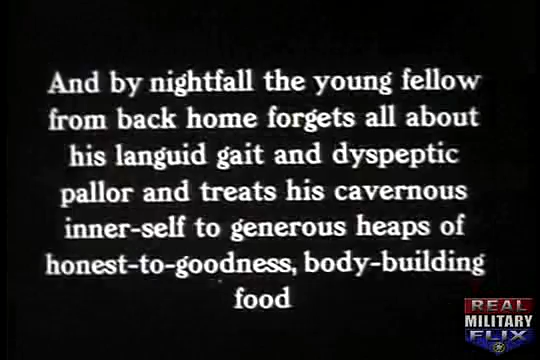 And by nightfall the young fellow
from back home forgets all about
his languid gait and dyspeptic
pallor and treats his cavernous
inner-self to generous heaps of
honest-to-goodness, body-building
food
REAL
MILITARY
FLIX